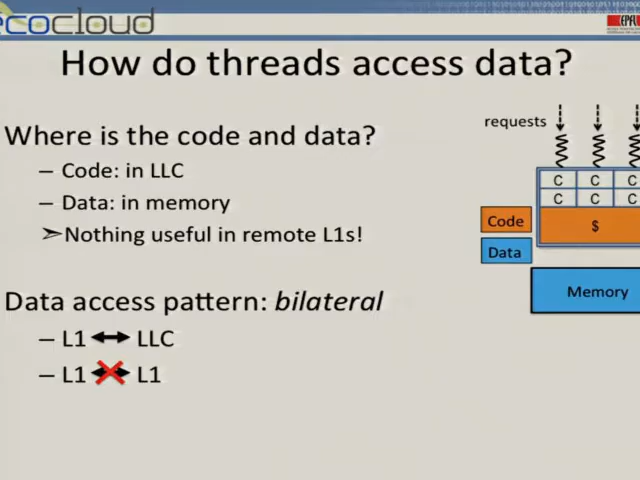 ecocloud
EPFL
How do threads access data?
Where is the code and data?
– Code: in LLC
– Data: in memory
➣Nothing useful in remote L1s!
Data access pattern: bilateral
– L1 ↔ LLC
– L1 ↔ L1
requests
C C C
C C C
Code
$
Data
Memory